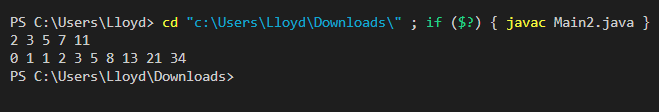 PS C:\Users\Lloyd> cd "c:\Users\Lloyd\Downloads\" ; if ($?) { javac Main2.java }
2 3 5 7 11
0 1 1 2 3 5 8 13 21 34
PS C:\Users\Lloyd\Downloads>